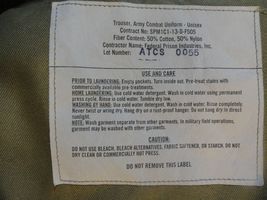 Trouser, Army Combat Uniform - Unisex
Contract No: SPM1C1-13-D-F505
Fiber Content: 50% Cotton, 50% Nylon
Contractor Name: Federal Prison Industries, Inc.
Lot Number: ATCS 0055
USE AND CARE
PRIOR TO LAUNDERING: Empty pockets. Turn inside out. Pre-treat stains with
commercially available pre-treatments.
HOME LAUNDERING: Use cold water detergent. Wash in cold water using permanent
press cycle. Rinse in cold water. Tumble dry low.
WASHING BY HAND: Use cold water detergent. Wash in cold water. Rinse completely.
Never twist or wring dry. Hang dry on a rust-proof hanger. Do not hang dry in direct
sunlight.
NOTE: Wash garment separate from other garments. In military field operations,
garment may be washed with other garments.
CAUTION:
DO NOT USE BLEACH, BLEACH ALTERNATIVES, FABRIC SOFTENER, OR STARCH. DO NOT
DRY CLEAN OR COMMERCIALLY LAUNDER.
DO NOT REMOVE THIS LABEL